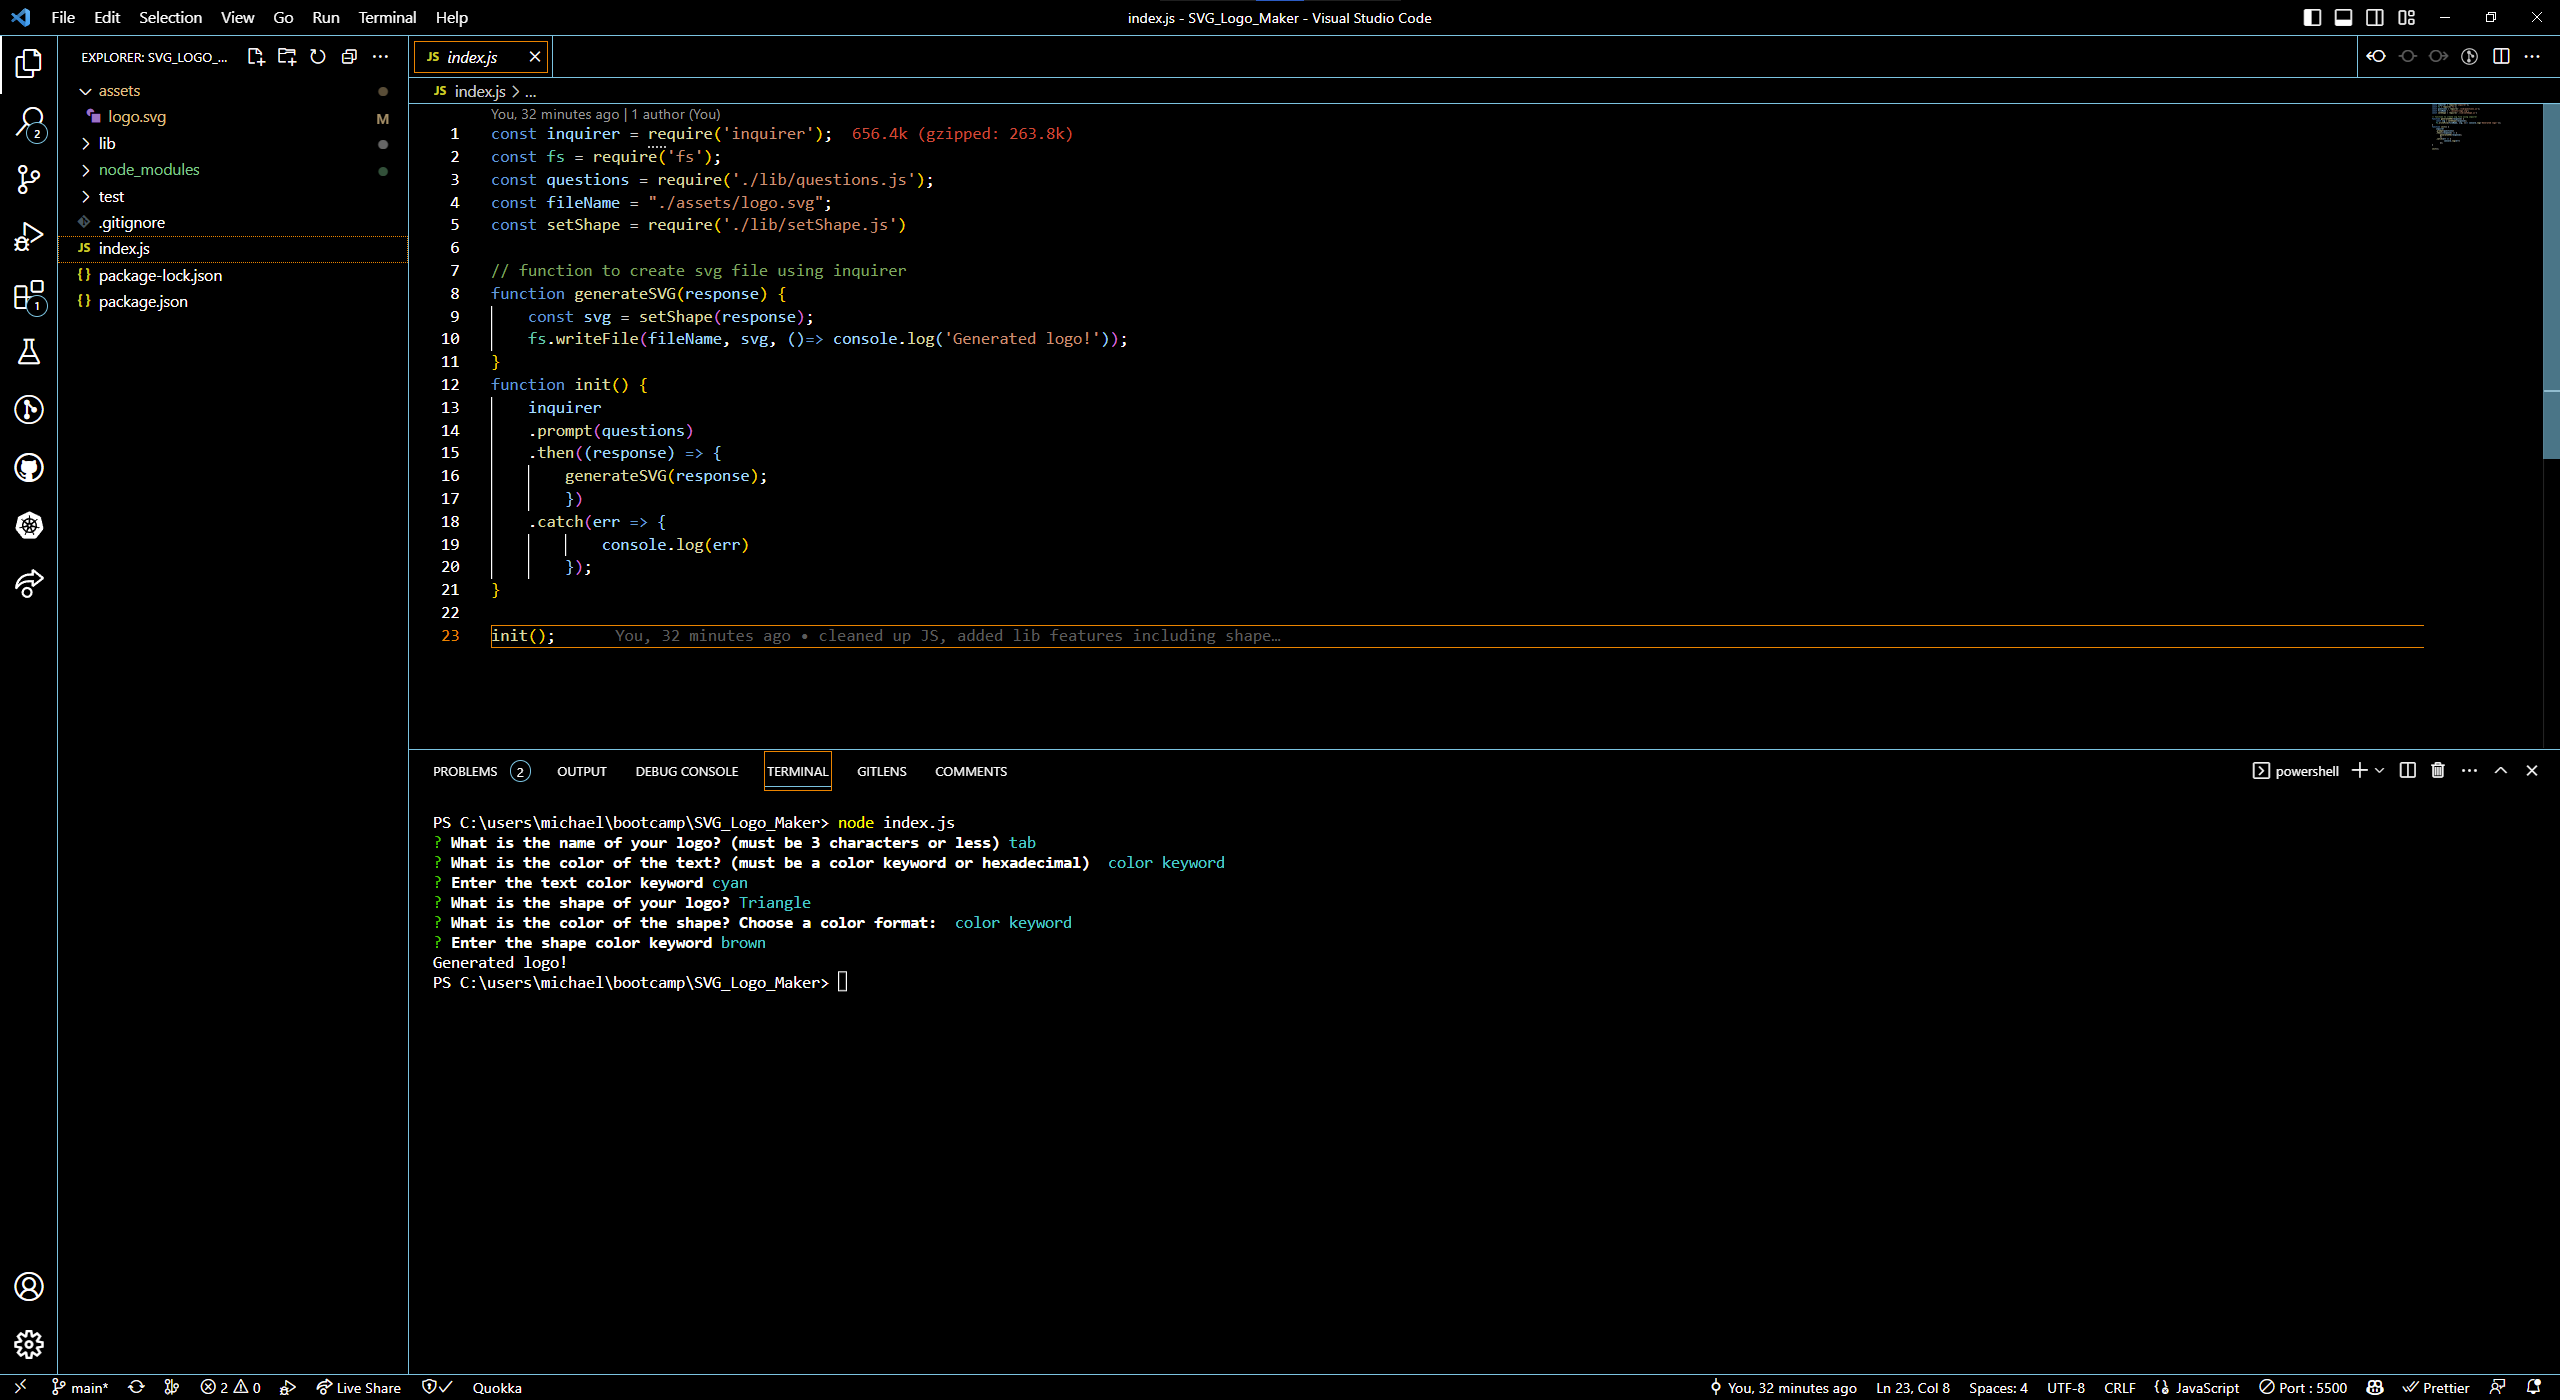 File Edit Selection View Go Run Terminal Help
index.js - SVG_Logo_Maker - Visual Studio Code
EXPLORER: SVG_LOGO_...
assets
logo.svg M
lib
node_modules
test
.gitignore
JS index.js
{} package-lock.json
{} package.json
2
1
JS index.js
JS index.js > ...
You, 32 minutes ago | 1 author (You)
1 const inquirer = require('inquirer'); 656.4k (gzipped: 263.8k)
2 const fs = require('fs');
3 const questions = require('./lib/questions.js');
4 const fileName = "./assets/logo.svg";
5 const setShape = require('./lib/setShape.js')
6
7 // function to create svg file using inquirer
8 function generateSVG(response) {
9 const svg = setShape(response);
10 fs.writeFile(fileName, svg, ()=> console.log('Generated logo!'));
11 }
12 function init() {
13 inquirer
14 .prompt(questions)
15 .then((response) => {
16 generateSVG(response);
17 })
18 .catch(err => {
19 console.log(err)
20 });
21 }
22
23 init(); You, 32 minutes ago • cleaned up JS, added lib features including shape…
PROBLEMS 2 OUTPUT DEBUG CONSOLE TERMINAL GITLENS COMMENTS
powershell
PS C:\users\michael\bootcamp\SVG_Logo_Maker> node index.js
? What is the name of your logo? (must be 3 characters or less) tab
? What is the color of the text? (must be a color keyword or hexadecimal) color keyword
? Enter the text color keyword cyan
? What is the shape of your logo? Triangle
? What is the color of the shape? Choose a color format: color keyword
? Enter the shape color keyword brown
Generated logo!
PS C:\users\michael\bootcamp\SVG_Logo_Maker>
main* 2 0 Live Share Quokka
You, 32 minutes ago Ln 23, Col 8 Spaces: 4 UTF-8 CRLF {} JavaScript Port : 5500 Prettier